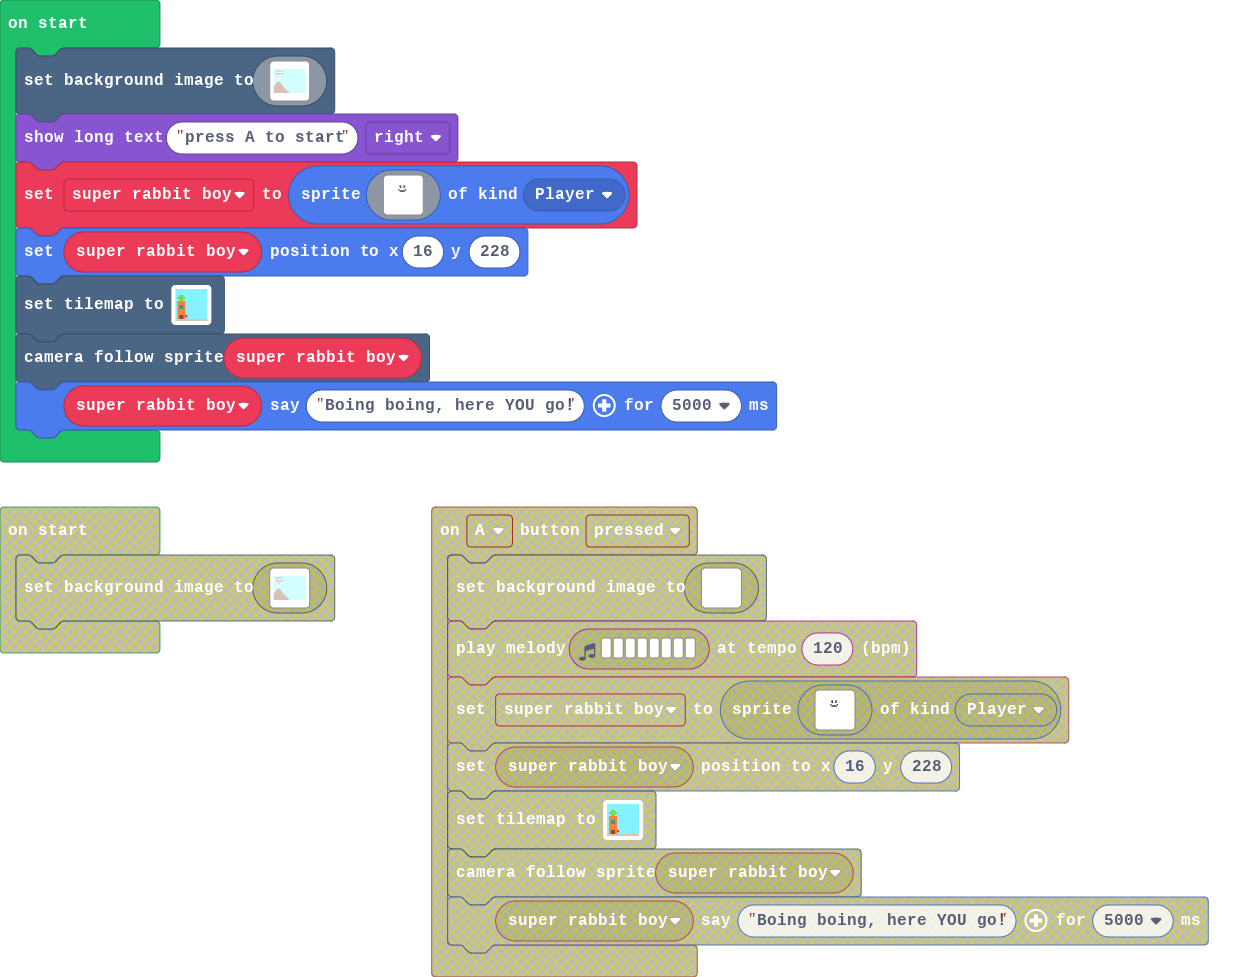 on start
set background image to
show long text "press A to start" right
set super rabbit boy to sprite of kind Player
set super rabbit boy position to x 16 y 228
set tilemap to
camera follow sprite super rabbit boy
super rabbit boy say "Boing boing, here YOU go!" for 5000 ms
on start
set background image to
on A button pressed
set background image to
play melody at tempo 120 (bpm)
set super rabbit boy to sprite of kind Player
set super rabbit boy position to x 16 y 228
set tilemap to
camera follow sprite super rabbit boy
super rabbit boy say "Boing boing, here YOU go!" for 5000 ms